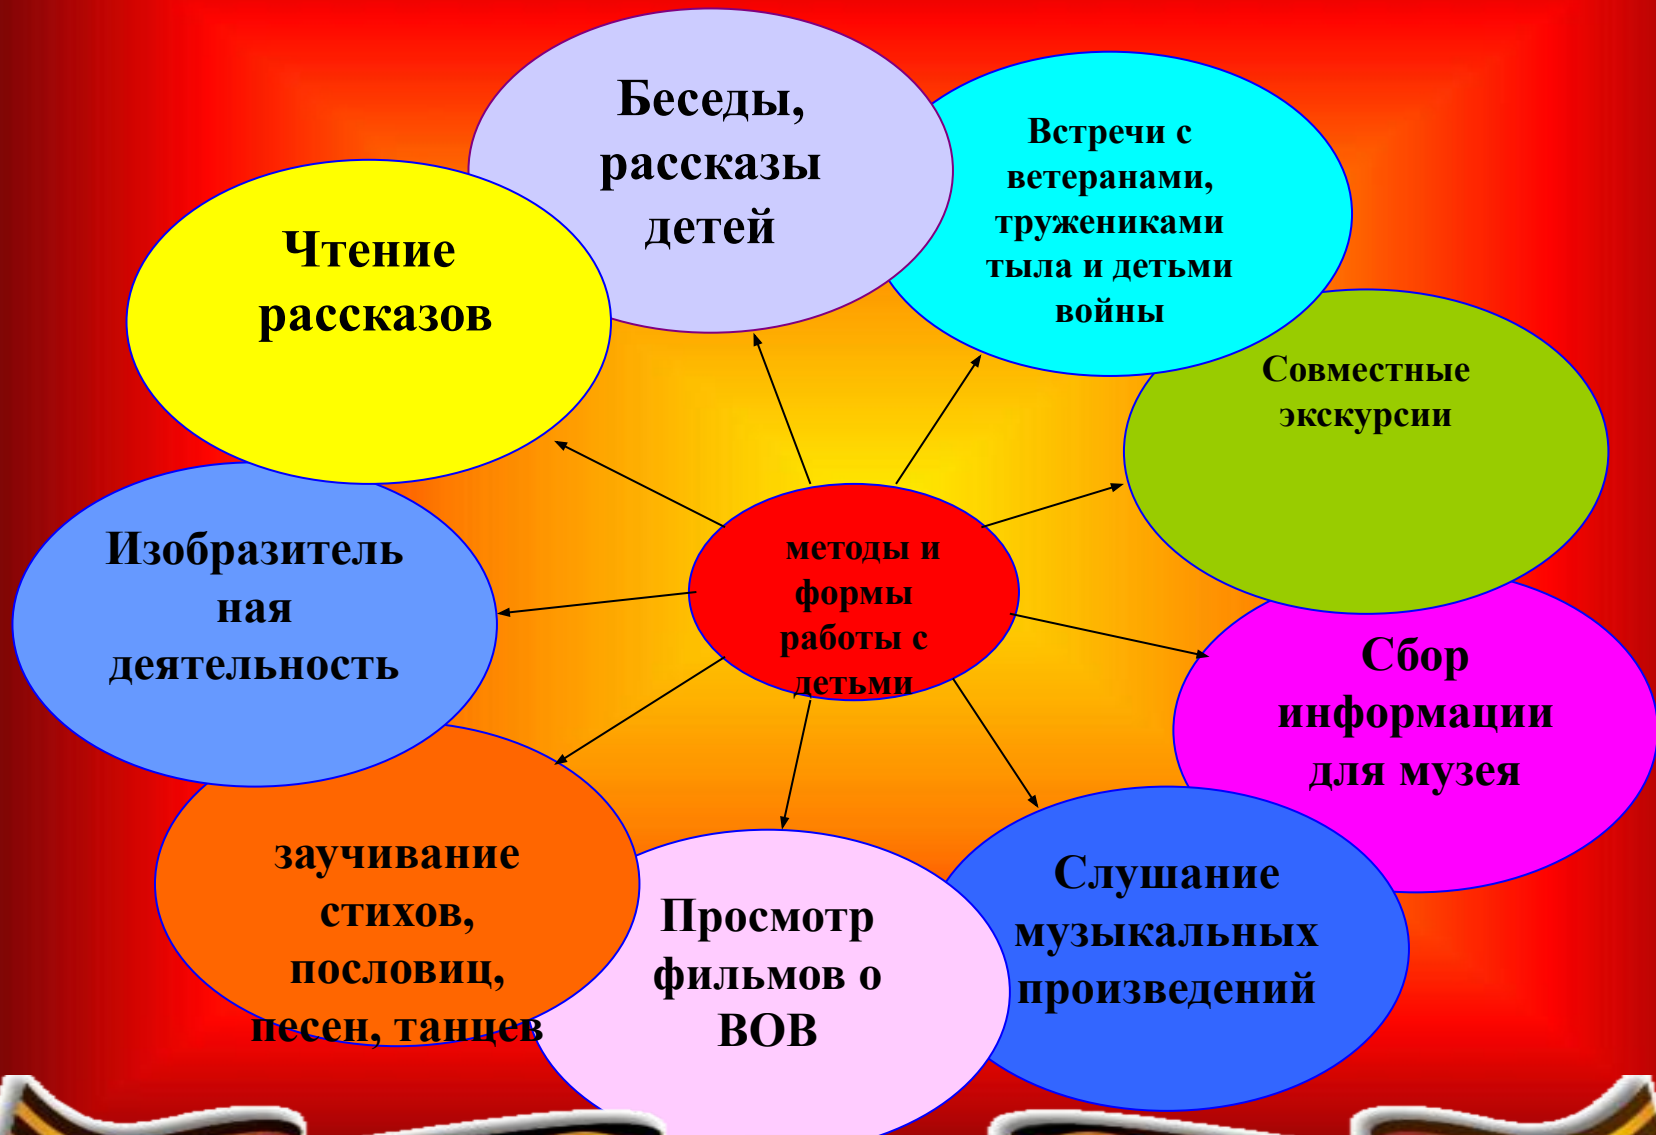 Беседы,
рассказы
детей
Встречи с
ветеранами,
тружениками
тыла и детьми
войны
Чтение
рассказов
Совместные
экскурсии
Изобразитель
ная
деятельность
методы и
формы
работы с
детьми
Сбор
информации
для музея
заучивание
стихов,
пословиц,
песен, танцев
Просмотр
фильмов о
ВОВ
Слушание
музыкальных
произведений